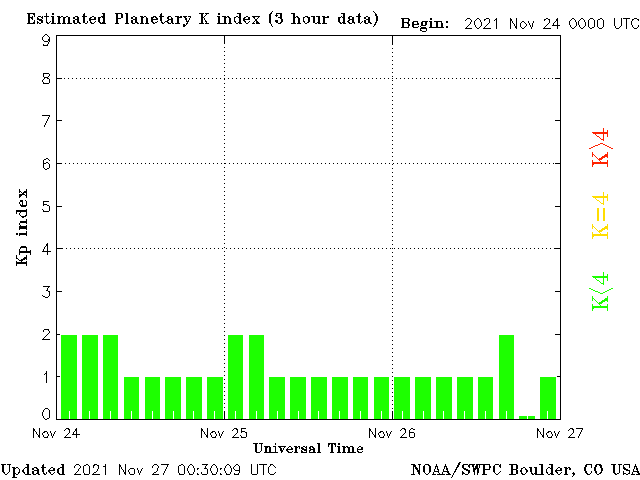 Estimated Planetary K index (3 hour data)
Begin: 2021 Nov 24 0000 UTC
9
8
7
6
5
4
3
2
1
0
Kp index
K>4
K=4
K<4
Nov 24
Nov 25
Nov 26
Nov 27
Universal Time
Updated 2021 Nov 27 00:30:09 UTC
NOAA/SWPC Boulder, CO USA